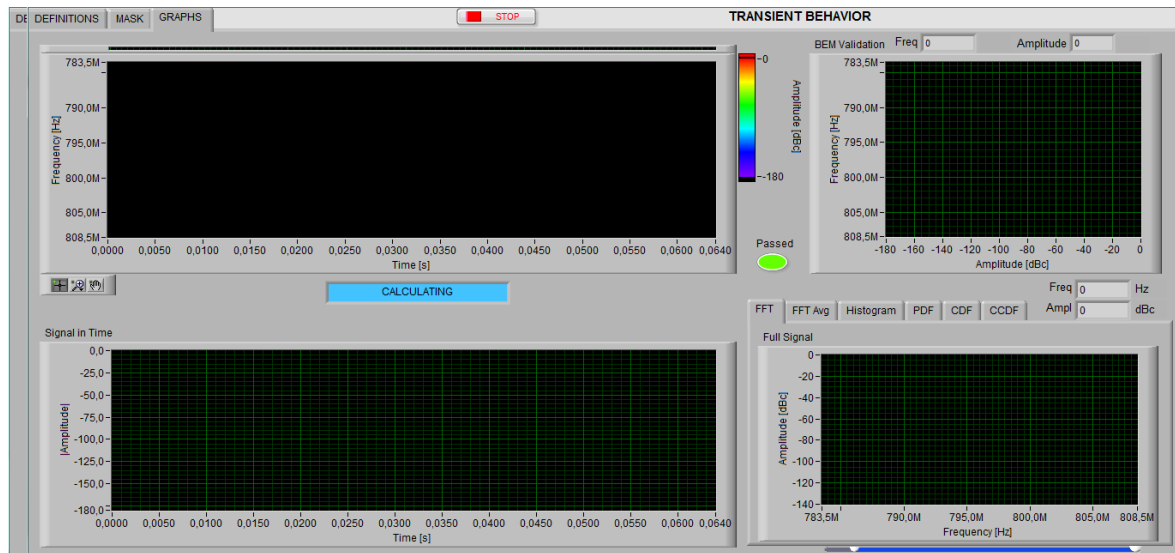 DE DEFINITIONS MASK GRAPHS STOP TRANSIENT BEHAVIOR
BEM Validation Freq 0 Amplitude 0
783,5M
790,0M
795,0M
800,0M
805,0M
808,5M
Frequency [Hz]
0,0000 0,0050 0,0100 0,0150 0,0200 0,0250 0,0300 0,0350 0,0400 0,0450 0,0500 0,0550 0,0600 0,0640
Time [s]
-0
-180
Amplitude [dBc]
Passed
783,5M
790,0M
795,0M
800,0M
805,0M
808,5M
Frequency [Hz]
-180 -160 -140 -120 -100 -80 -60 -40 -20 0
Amplitude [dBc]
CALCULATING
Freq 0 Hz
Ampl 0 dBc
FFT FFT Avg Histogram PDF CDF CCDF
Signal in Time
0,0
-25,0
-50,0
-75,0
-100,0
-125,0
-150,0
-180,0
|Amplitude|
0,0000 0,0050 0,0100 0,0150 0,0200 0,0250 0,0300 0,0350 0,0400 0,0450 0,0500 0,0550 0,0600 0,0640
Time [s]
Full Signal
0
-20
-40
-60
-80
-100
-120
-140
Amplitude [dBc]
783,5M 790,0M 795,0M 800,0M 805,0M 808,5M
Frequency [Hz]